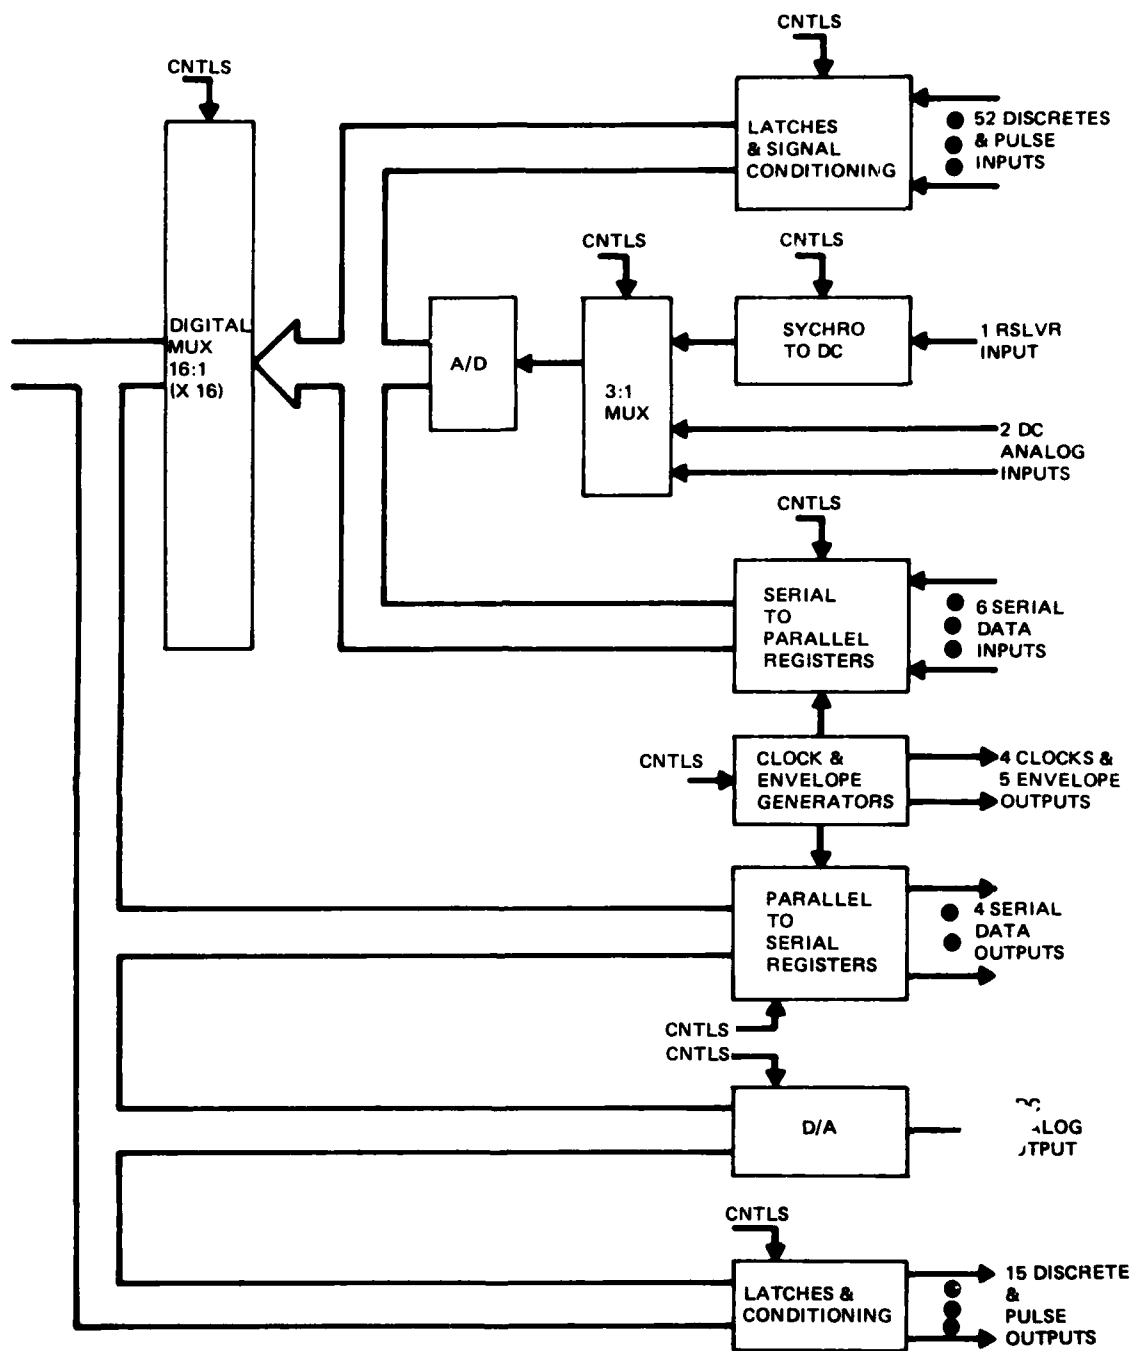 CNTLS
CNTLS
LATCHES
& SIGNAL
CONDITIONING
52 DISCRETES
& PULSE
INPUTS
DIGITAL
MUX
16:1
(X 16)
A/D
CNTLS
3:1
MUX
CNTLS
SYCHRO
TO DC
1 RSLVR
INPUT
2 DC
ANALOG
INPUTS
CNTLS
SERIAL
TO
PARALLEL
REGISTERS
6 SERIAL
DATA
INPUTS
CNTLS
CLOCK &
ENVELOPE
GENERATORS
4 CLOCKS &
5 ENVELOPE
OUTPUTS
PARALLEL
TO
SERIAL
REGISTERS
4 SERIAL
DATA
OUTPUTS
CNTLS
CNTLS
D/A
CNTLS
LATCHES &
CONDITIONING
15 DISCRETE
&
PULSE
OUTPUTS